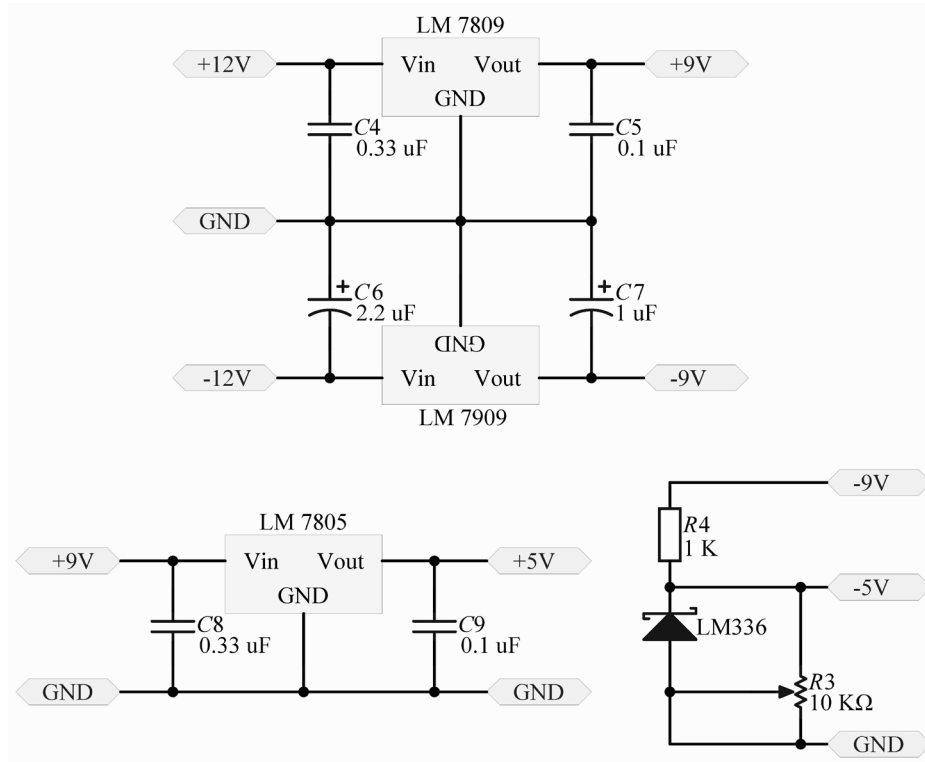 LM 7809
+12V
Vin Vout
+9V
GND
C4
0.33 uF
C5
0.1 uF
GND
C6
2.2 uF
C7
1 uF
GND
-12V
Vin Vout
-9V
LM 7909
LM 7805
+9V
Vin Vout
+5V
GND
C8
0.33 uF
C9
0.1 uF
GND
GND
-9V
R4
1 K
-5V
LM336
R3
10 KΩ
GND